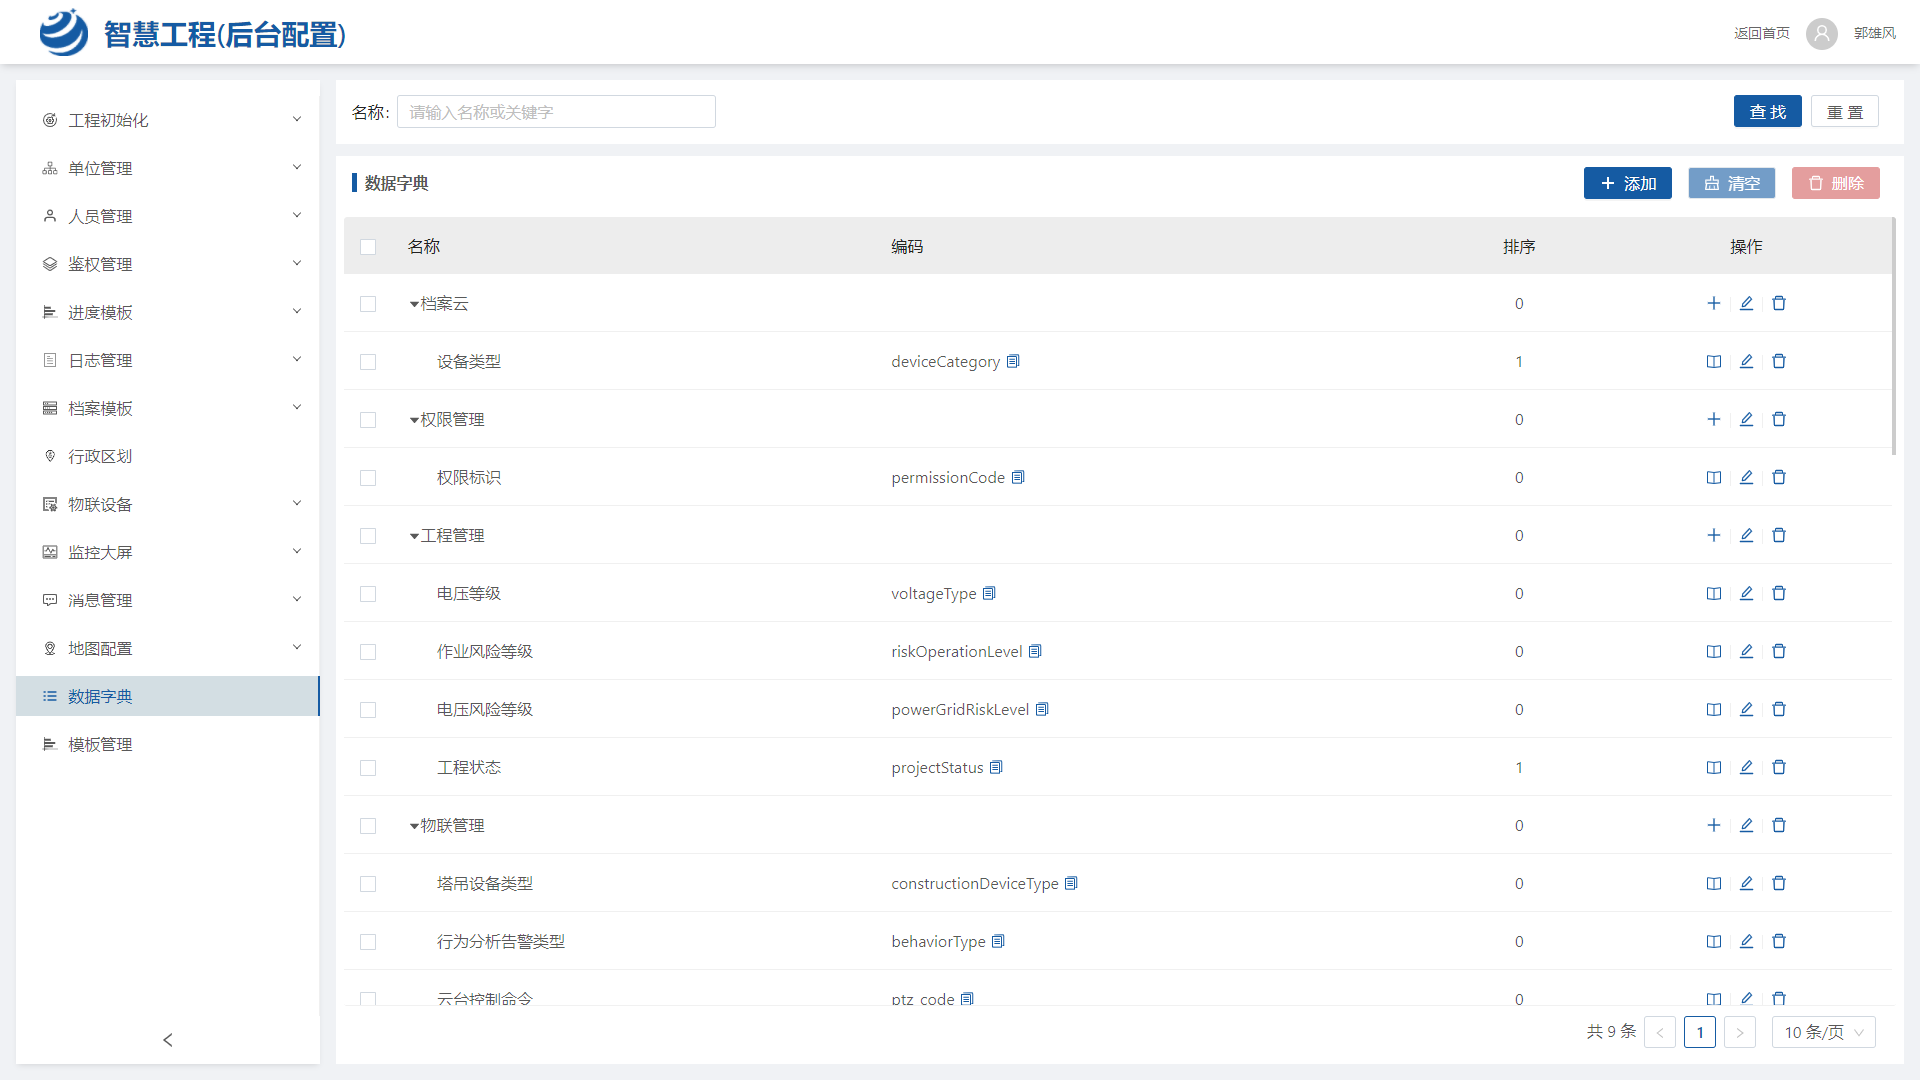 智慧工程(后台配置)
返回首页
郭雄风
工程初始化
单位管理
人员管理
鉴权管理
进度模板
日志管理
档案模板
行政区划
物联设备
监控大屏
消息管理
地图配置
数据字典
模板管理
名称: 请输入名称或关键字
查 找
重 置
数据字典
添加
清空
删除
名称 编码 排序 操作
档案云 0
设备类型 deviceCategory 1
权限管理 0
权限标识 permissionCode 0
工程管理 0
电压等级 voltageType 0
作业风险等级 riskOperationLevel 0
电压风险等级 powerGridRiskLevel 0
工程状态 projectStatus 1
物联管理 0
塔吊设备类型 constructionDeviceType 0
行为分析告警类型 behaviorType 0
云台控制命令 ptz_code 0
共 9 条 < 1 > 10 条/页